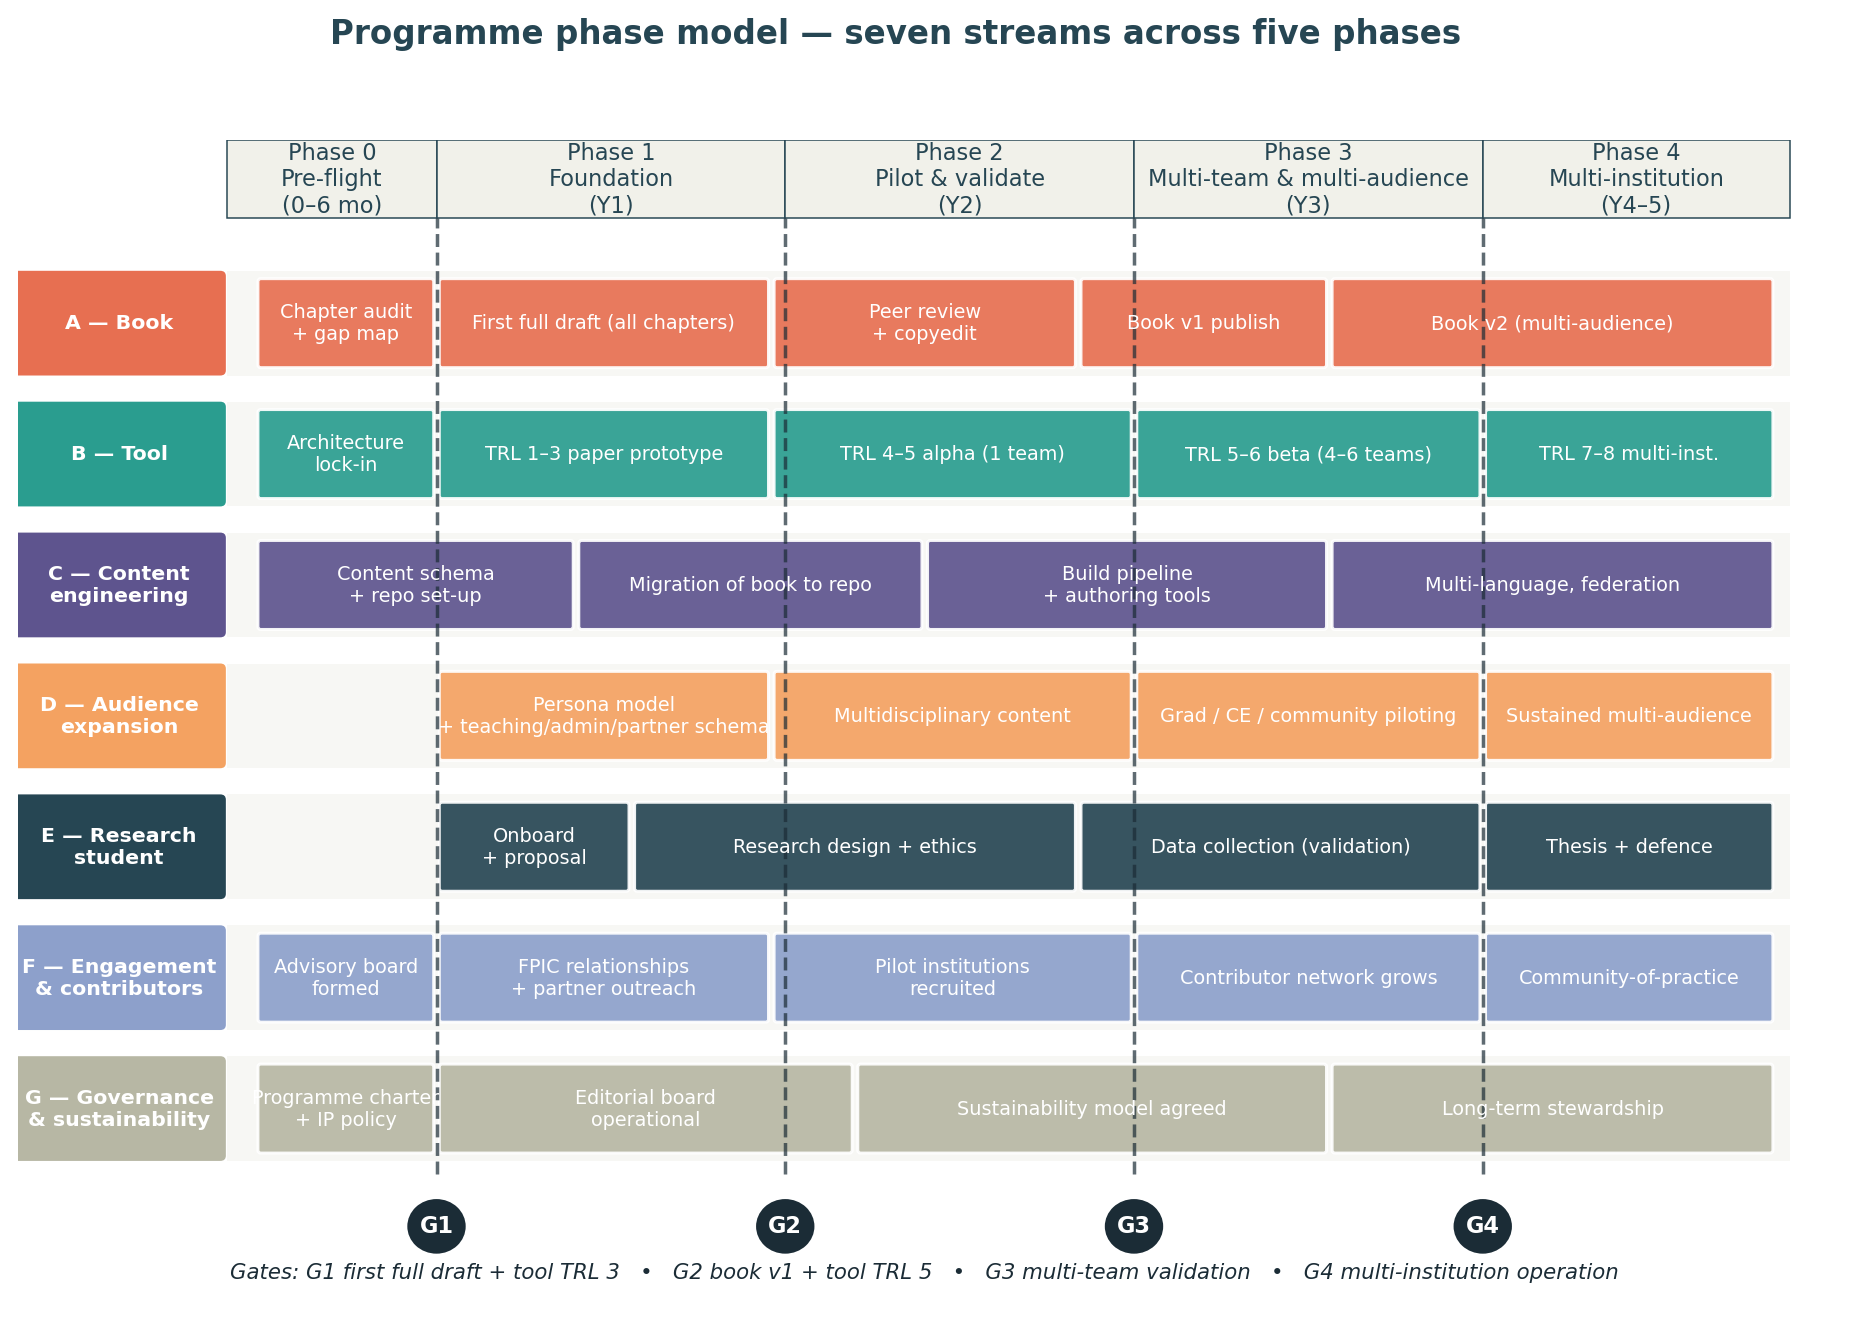 Programme phase model — seven streams across five phases
Phase 0
Pre-flight
(0–6 mo)
Phase 1
Foundation
(Y1)
Phase 2
Pilot & validate
(Y2)
Phase 3
Multi-team & multi-audience
(Y3)
Phase 4
Multi-institution
(Y4–5)
A — Book
Chapter audit
+ gap map
First full draft (all chapters)
Peer review
+ copyedit
Book v1 publish
Book v2 (multi-audience)
B — Tool
Architecture
lock-in
TRL 1–3 paper prototype
TRL 4–5 alpha (1 team)
TRL 5–6 beta (4–6 teams)
TRL 7–8 multi-inst.
C — Content
engineering
Content schema
+ repo set-up
Migration of book to repo
Build pipeline
+ authoring tools
Multi-language, federation
D — Audience
expansion
Persona model
+ teaching/admin/partner schema
Multidisciplinary content
Grad / CE / community piloting
Sustained multi-audience
E — Research
student
Onboard
+ proposal
Research design + ethics
Data collection (validation)
Thesis + defence
F — Engagement
& contributors
Advisory board
formed
FPIC relationships
+ partner outreach
Pilot institutions
recruited
Contributor network grows
Community-of-practice
G — Governance
& sustainability
Programme charter
+ IP policy
Editorial board
operational
Sustainability model agreed
Long-term stewardship
G1
G2
G3
G4
Gates: G1 first full draft + tool TRL 3 • G2 book v1 + tool TRL 5 • G3 multi-team validation • G4 multi-institution operation